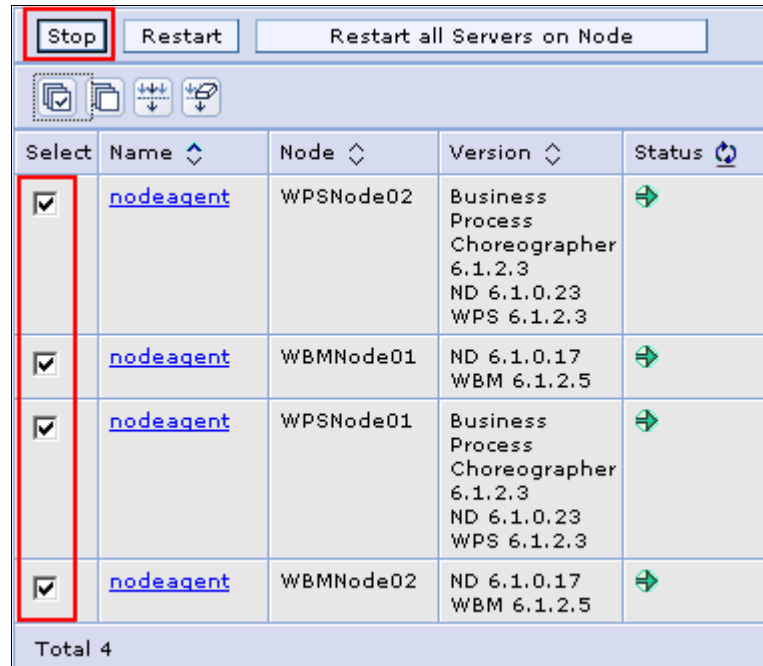 Stop Restart Restart all Servers on Node
Select Name Node Version Status
nodeagent WPSNode02 Business
Process
Choreographer
6.1.2.3
ND 6.1.0.23
WPS 6.1.2.3
nodeagent WBMNode01 ND 6.1.0.17
WBM 6.1.2.5
nodeagent WPSNode01 Business
Process
Choreographer
6.1.2.3
ND 6.1.0.23
WPS 6.1.2.3
nodeagent WBMNode02 ND 6.1.0.17
WBM 6.1.2.5
Total 4